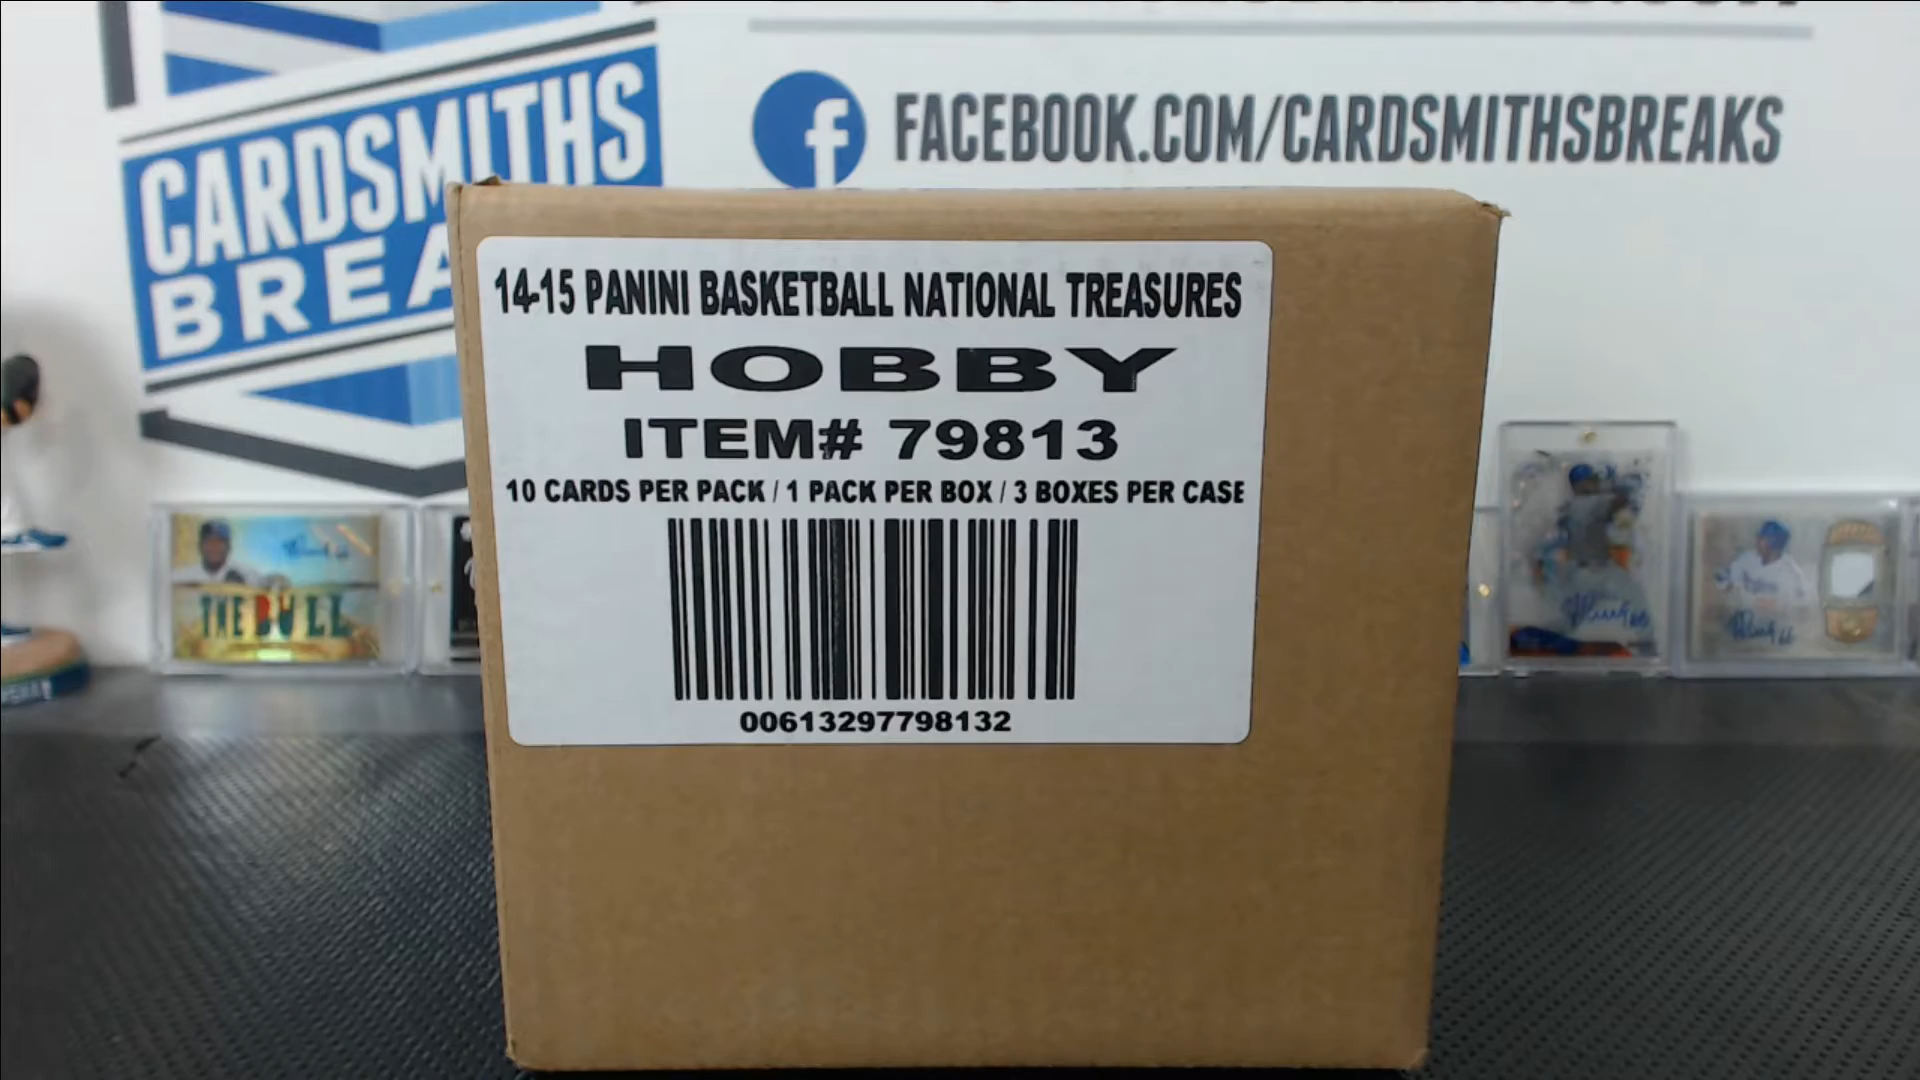 CARDSMITHS
BREA
FACEBOOK.COM/CARDSMITHSBREAKS
14-15 PANINI BASKETBALL NATIONAL TREASURES
HOBBY
ITEM# 79813
10 CARDS PER PACK / 1 PACK PER BOX / 3 BOXES PER CASE
00613297798132
THE BULL